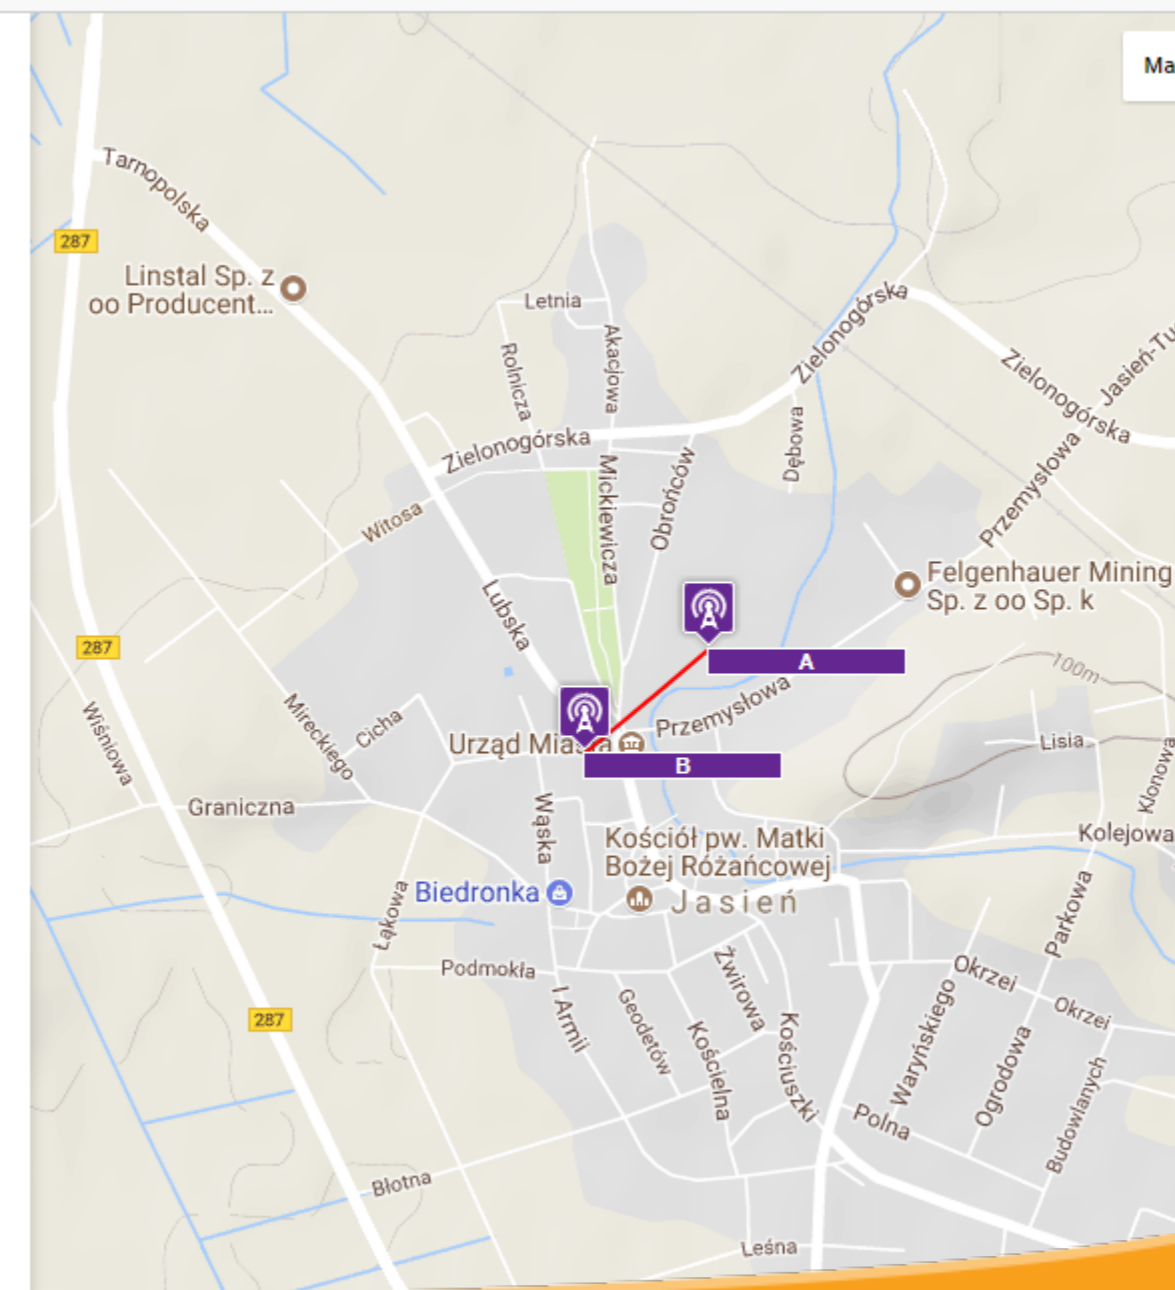 Ma
Tarnopolska
287
Linstal Sp. z
oo Producent...
Letnia
Zielonogórska
Akacjowa
Rolnicza
Zielonogórska
Jasień-Tu
Zielonogórska
Dębowa
Mickiewicza
Obrońców
Przemysłowa
Witosa
Felgenhauer Mining
Sp. z oo Sp. k
Lubska
287
A
100m
Przemysłowa
Wiśniowa
Mireckiego
Cicha
Urząd Miasta
B
Lisia
Klonowa
Graniczna
Wąska
Kościół pw. Matki
Bożej Różańcowej
Kolejowa
Biedronka
Jasień
Łąkowa
Parkowa
Podmokła
Żwirowa
Okrzei
Okrzei
287
I Armii
Geodetów
Kościelna
Kościuszki
Waryńskiego
Ogrodowa
Polna
Budowlanych
Błotna
Leśna